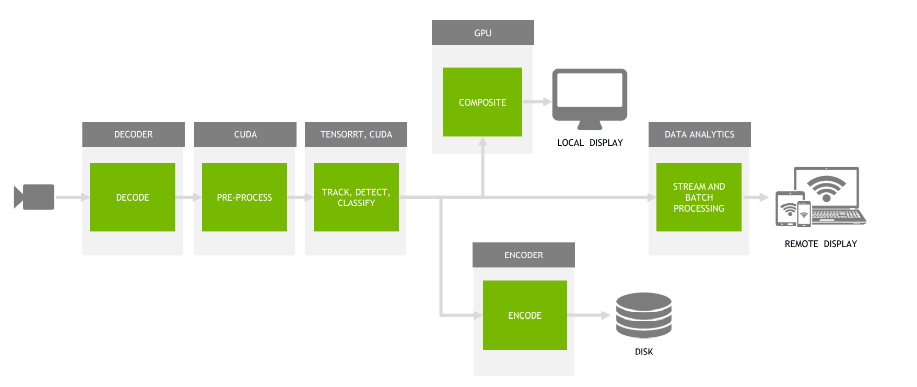 GPU
COMPOSITE
LOCAL DISPLAY
DECODER
CUDA
TENSORRT, CUDA
DATA ANALYTICS
DECODE
PRE-PROCESS
TRACK, DETECT,
CLASSIFY
STREAM AND
BATCH
PROCESSING
REMOTE DISPLAY
ENCODER
ENCODE
DISK